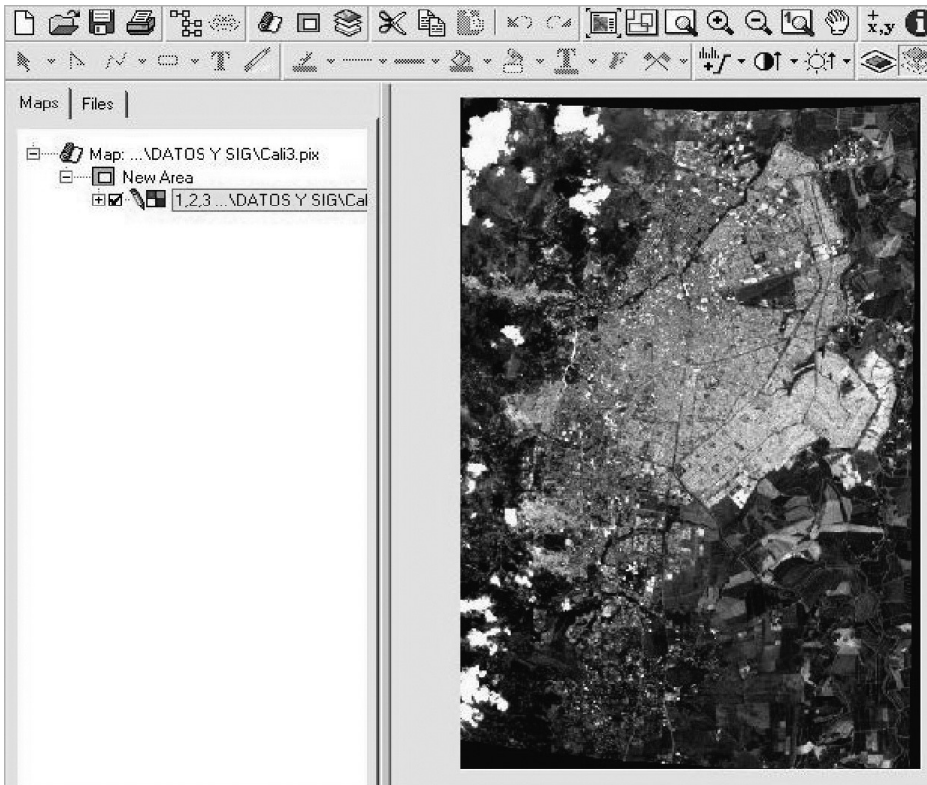 +
x,y
T
T
F
Maps Files
Map: ...\DATOS Y SIG\Cali3.pix
New Area
1,2,3 ...\DATOS Y SIG\Cal